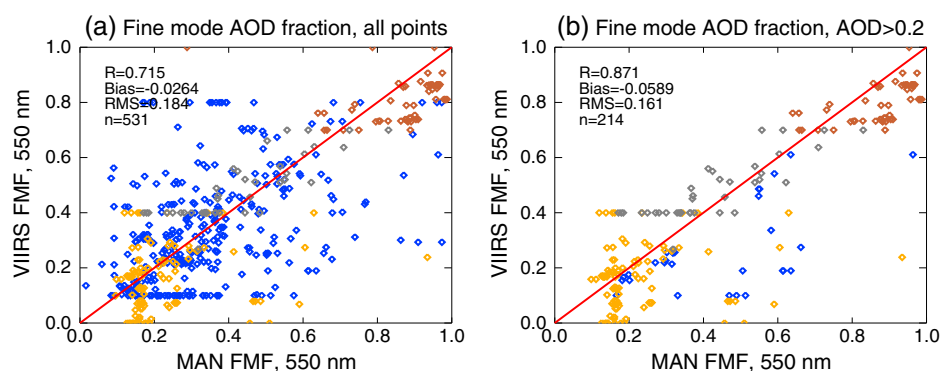 (a) Fine mode AOD fraction, all points
R=0.715
Bias=-0.0264
RMS=0.184
n=531
VIIRS FMF, 550 nm
1.0
0.8
0.6
0.4
0.2
0.0
0.0 0.2 0.4 0.6 0.8 1.0
MAN FMF, 550 nm
(b) Fine mode AOD fraction, AOD>0.2
R=0.871
Bias=-0.0589
RMS=0.161
n=214
VIIRS FMF, 550 nm
1.0
0.8
0.6
0.4
0.2
0.0
0.0 0.2 0.4 0.6 0.8 1.0
MAN FMF, 550 nm